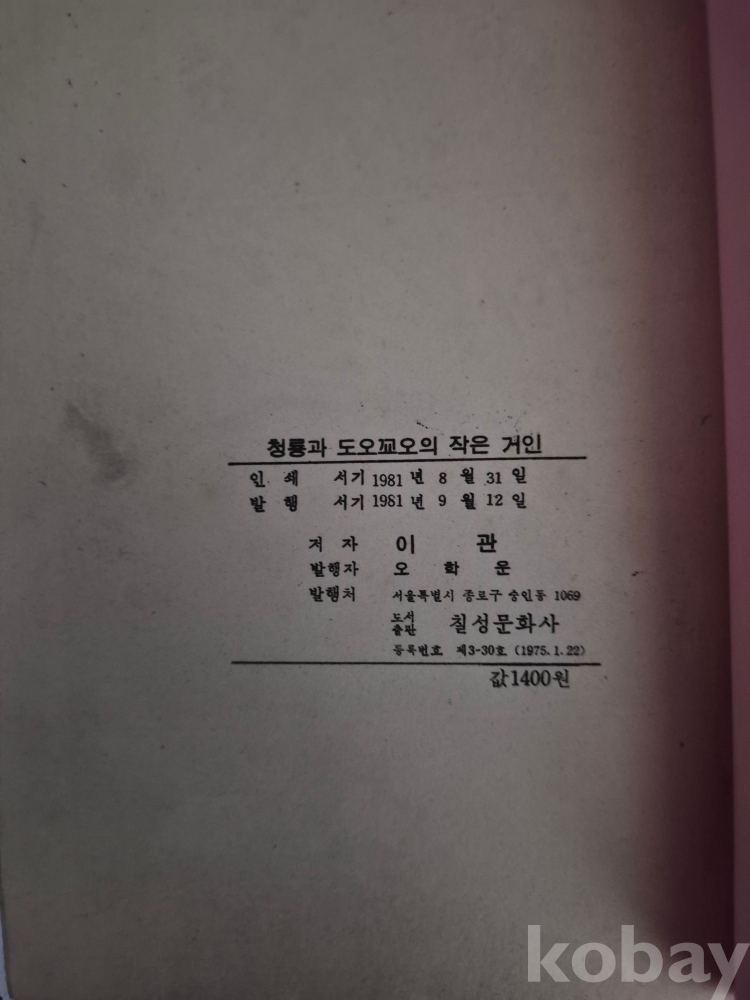 청룡과 도오꾜오의 작은 거인
인 쇄 서기 1981 년 8 월 31 일
발 행 서기 1981 년 9 월 12 일
저 자 이 관
발행자 오 학 운
발행처 서울특별시 종로구 숭인동 1069
도서출판 칠성문화사
등록번호 제3-30호 (1975.1.22)
값1400원
kobay